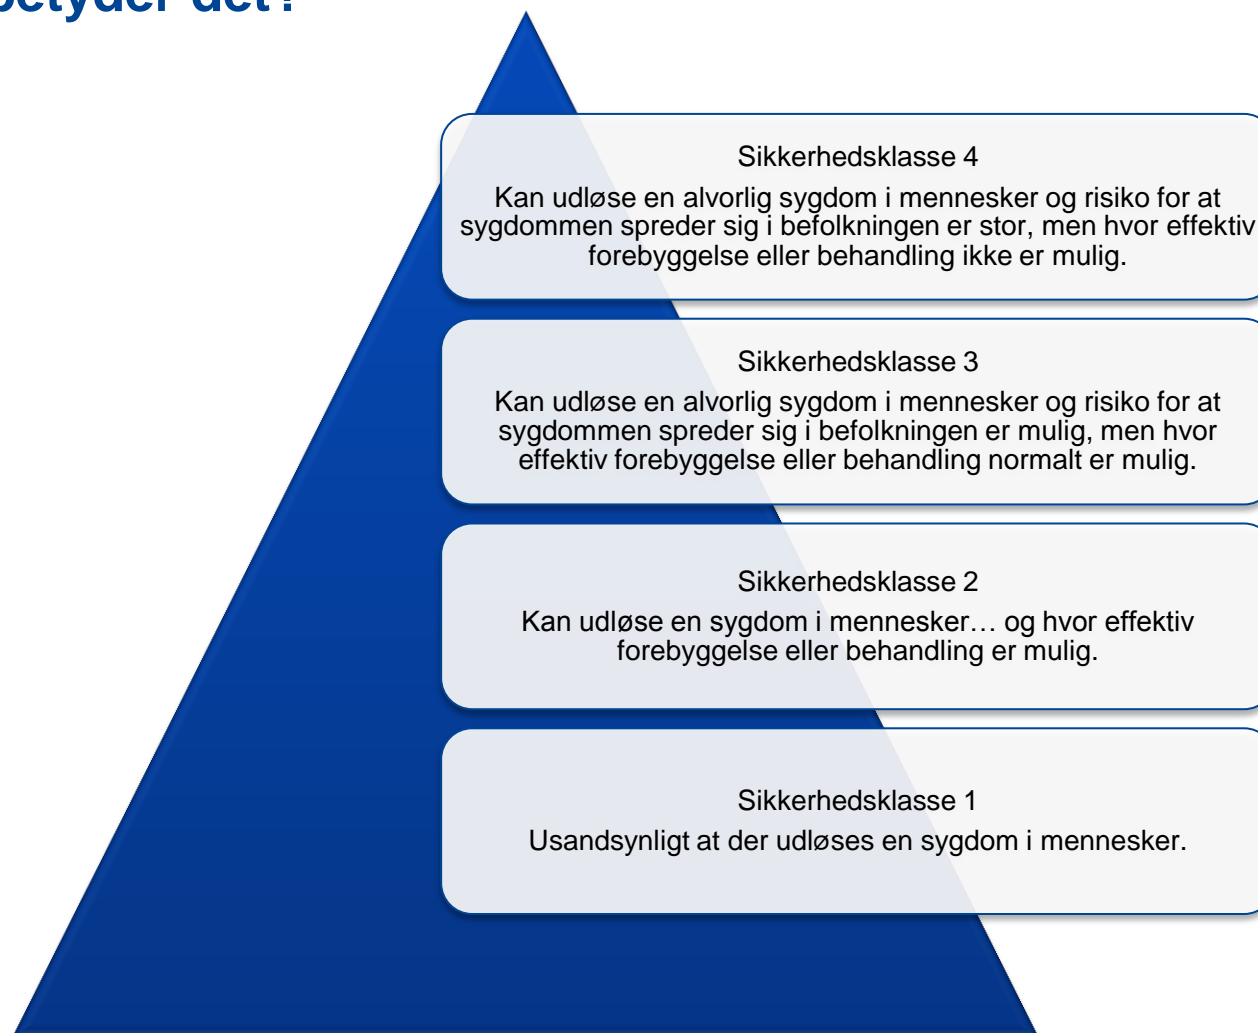 betyder det?
Sikkerhedsklasse 4
Kan udløse en alvorlig sygdom i mennesker og risiko for at
sygdommen spreder sig i befolkningen er stor, men hvor effektiv
forebyggelse eller behandling ikke er mulig.
Sikkerhedsklasse 3
Kan udløse en alvorlig sygdom i mennesker og risiko for at
sygdommen spreder sig i befolkningen er mulig, men hvor
effektiv forebyggelse eller behandling normalt er mulig.
Sikkerhedsklasse 2
Kan udløse en sygdom i mennesker… og hvor effektiv
forebyggelse eller behandling er mulig.
Sikkerhedsklasse 1
Usandsynligt at der udløses en sygdom i mennesker.